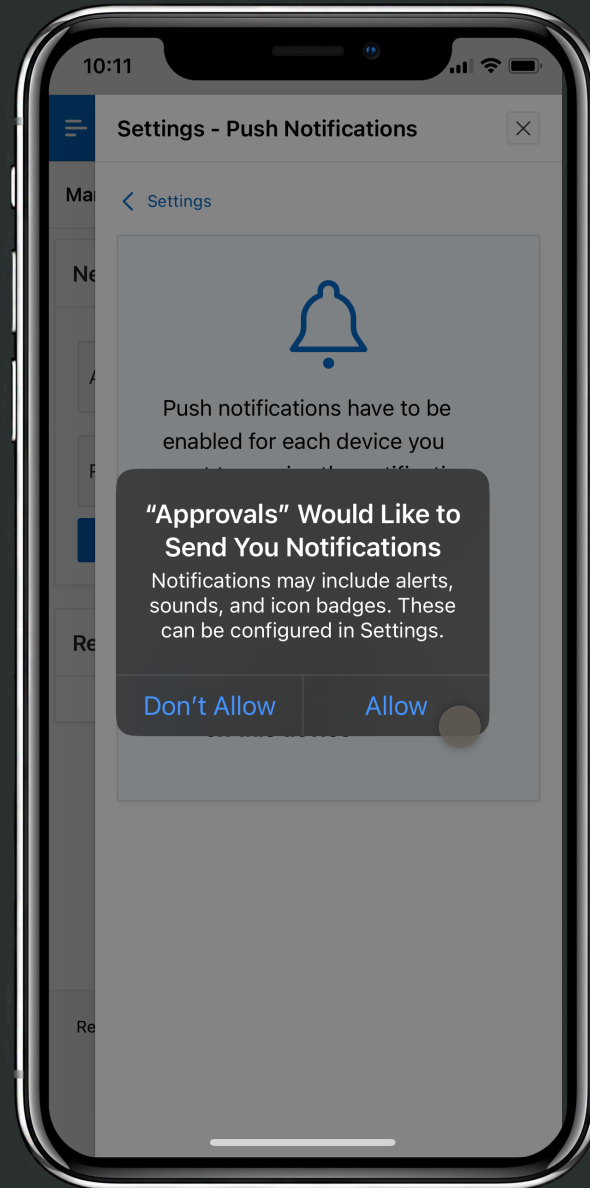 10:11
Settings - Push Notifications
Settings
Push notifications have to be
enabled for each device you
“Approvals” Would Like to
Send You Notifications
Notifications may include alerts,
sounds, and icon badges. These
can be configured in Settings.
Don't Allow
Allow